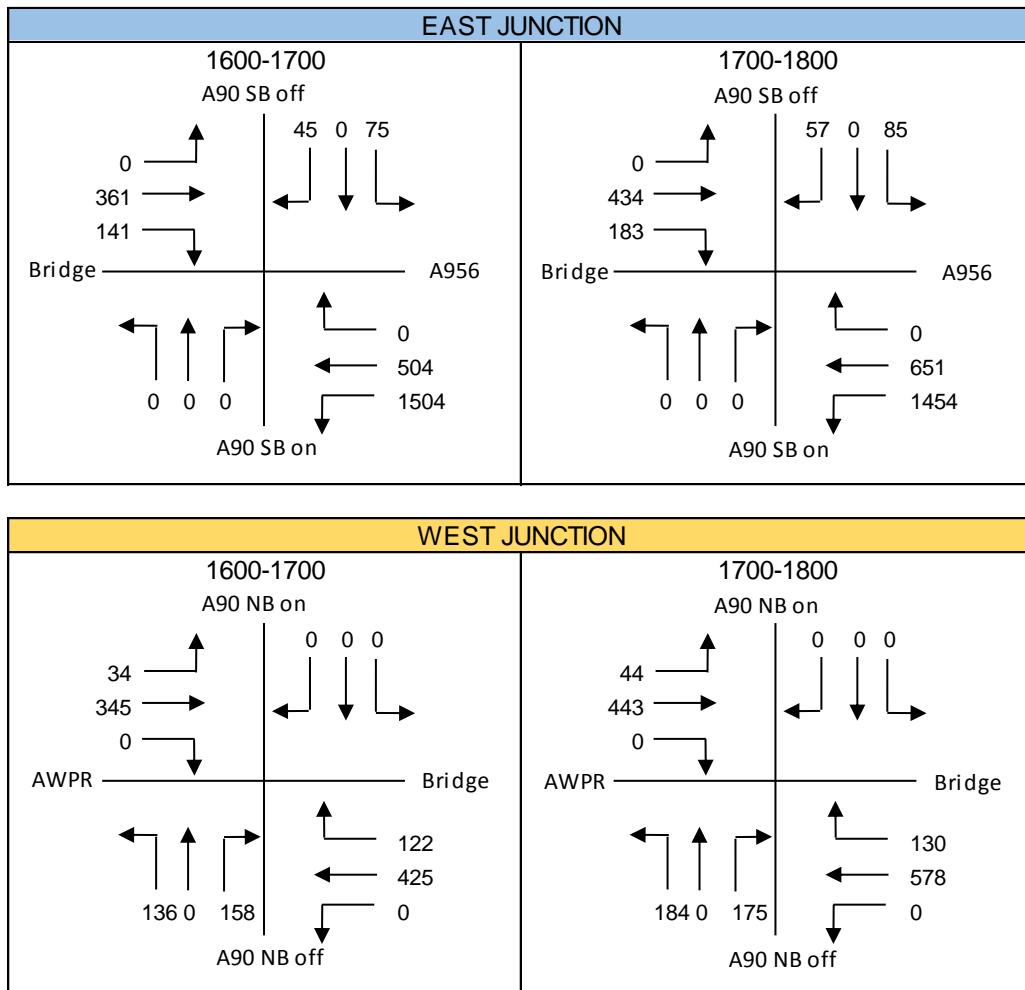 EAST JUNCTION
1600-1700
A90 SB off
45 0 75
0
361
141
Bridge
A956
0
504
1504
0 0 0
A90 SB on
1700-1800
A90 SB off
57 0 85
0
434
183
Bridge
A956
0
651
1454
0 0 0
A90 SB on
WEST JUNCTION
1600-1700
A90 NB on
0 0 0
34
345
0
AWPR
Bridge
122
425
0
136 0 158
A90 NB off
1700-1800
A90 NB on
0 0 0
44
443
0
AWPR
Bridge
130
578
0
184 0 175
A90 NB off